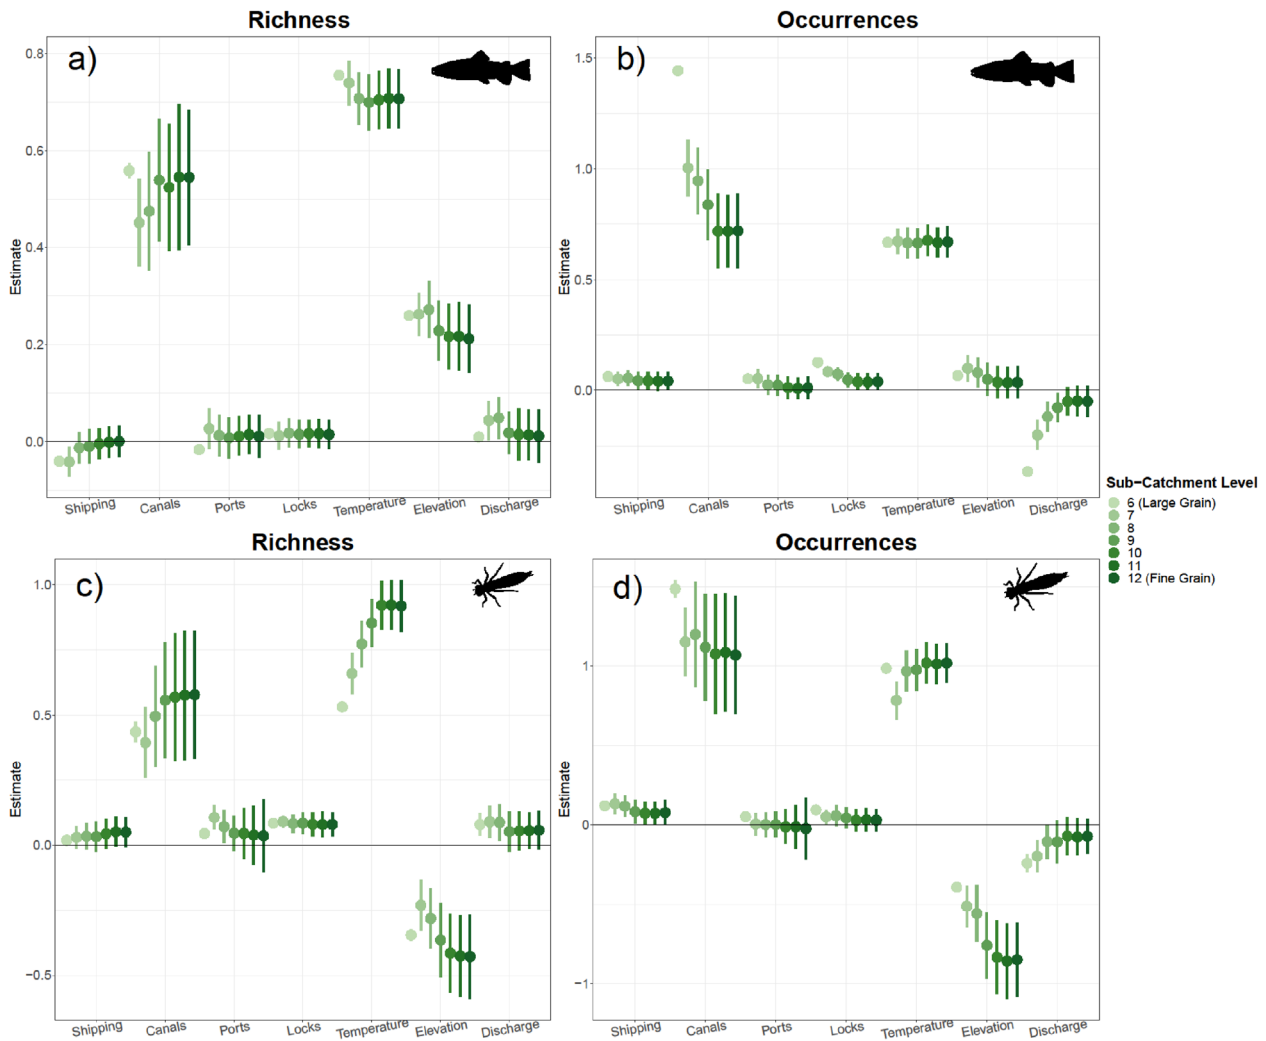 Richness
Occurrences
a)
b)
Estimate
0.8
0.6
0.4
0.2
0.0
Shipping
Canals
Ports
Locks
Temperature
Elevation
Discharge
Estimate
1.5
1.0
0.5
0.0
Shipping
Canals
Ports
Locks
Temperature
Elevation
Discharge
Sub−Catchment Level
6 (Large Grain)
7
8
9
10
11
12 (Fine Grain)
Richness
Occurrences
c)
d)
Estimate
1.0
0.5
0.0
−0.5
Shipping
Canals
Ports
Locks
Temperature
Elevation
Discharge
Estimate
1
0
−1
Shipping
Canals
Ports
Locks
Temperature
Elevation
Discharge